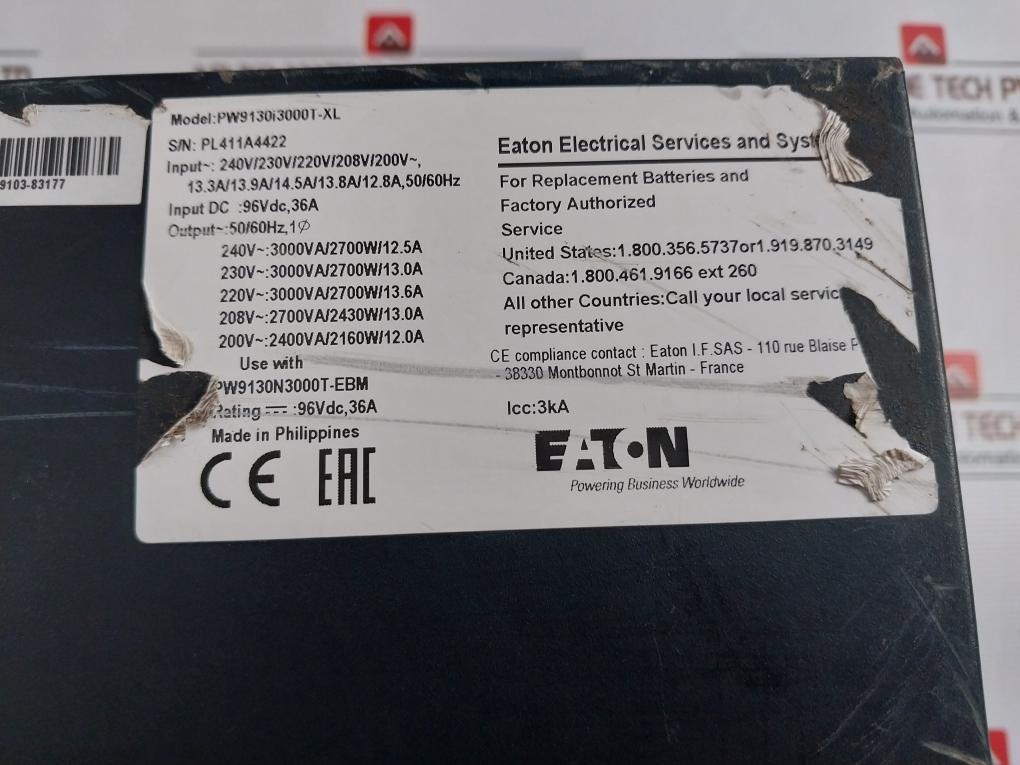 Model:PW9130i3000T-XL
S/N: PL411A4422
Input~: 240V/230V/220V/208V/200V~,
13.3A/13.9A/14.5A/13.8A/12.8A,50/60Hz
Input DC :96Vdc,36A
Output~:50/60Hz,1∅
240V~:3000VA/2700W/12.5A
230V~:3000VA/2700W/13.0A
220V~:3000VA/2700W/13.6A
208V~:2700VA/2430W/13.0A
200V~:2400VA/2160W/12.0A
Use with
PW9130N3000T-EBM
Rating ⎓ :96Vdc,36A
Made in Philippines
CE EAC
9103-83177
Eaton Electrical Services and Syst
For Replacement Batteries and
Factory Authorized
Service
United States:1.800.356.5737or1.919.870.3149
Canada:1.800.461.9166 ext 260
All other Countries:Call your local servic
representative
CE compliance contact : Eaton I.F.SAS - 110 rue Blaise P
- 38330 Montbonnot St Martin - France
Icc:3kA
EATON
Powering Business Worldwide
TECH PV
utomation &
TECH